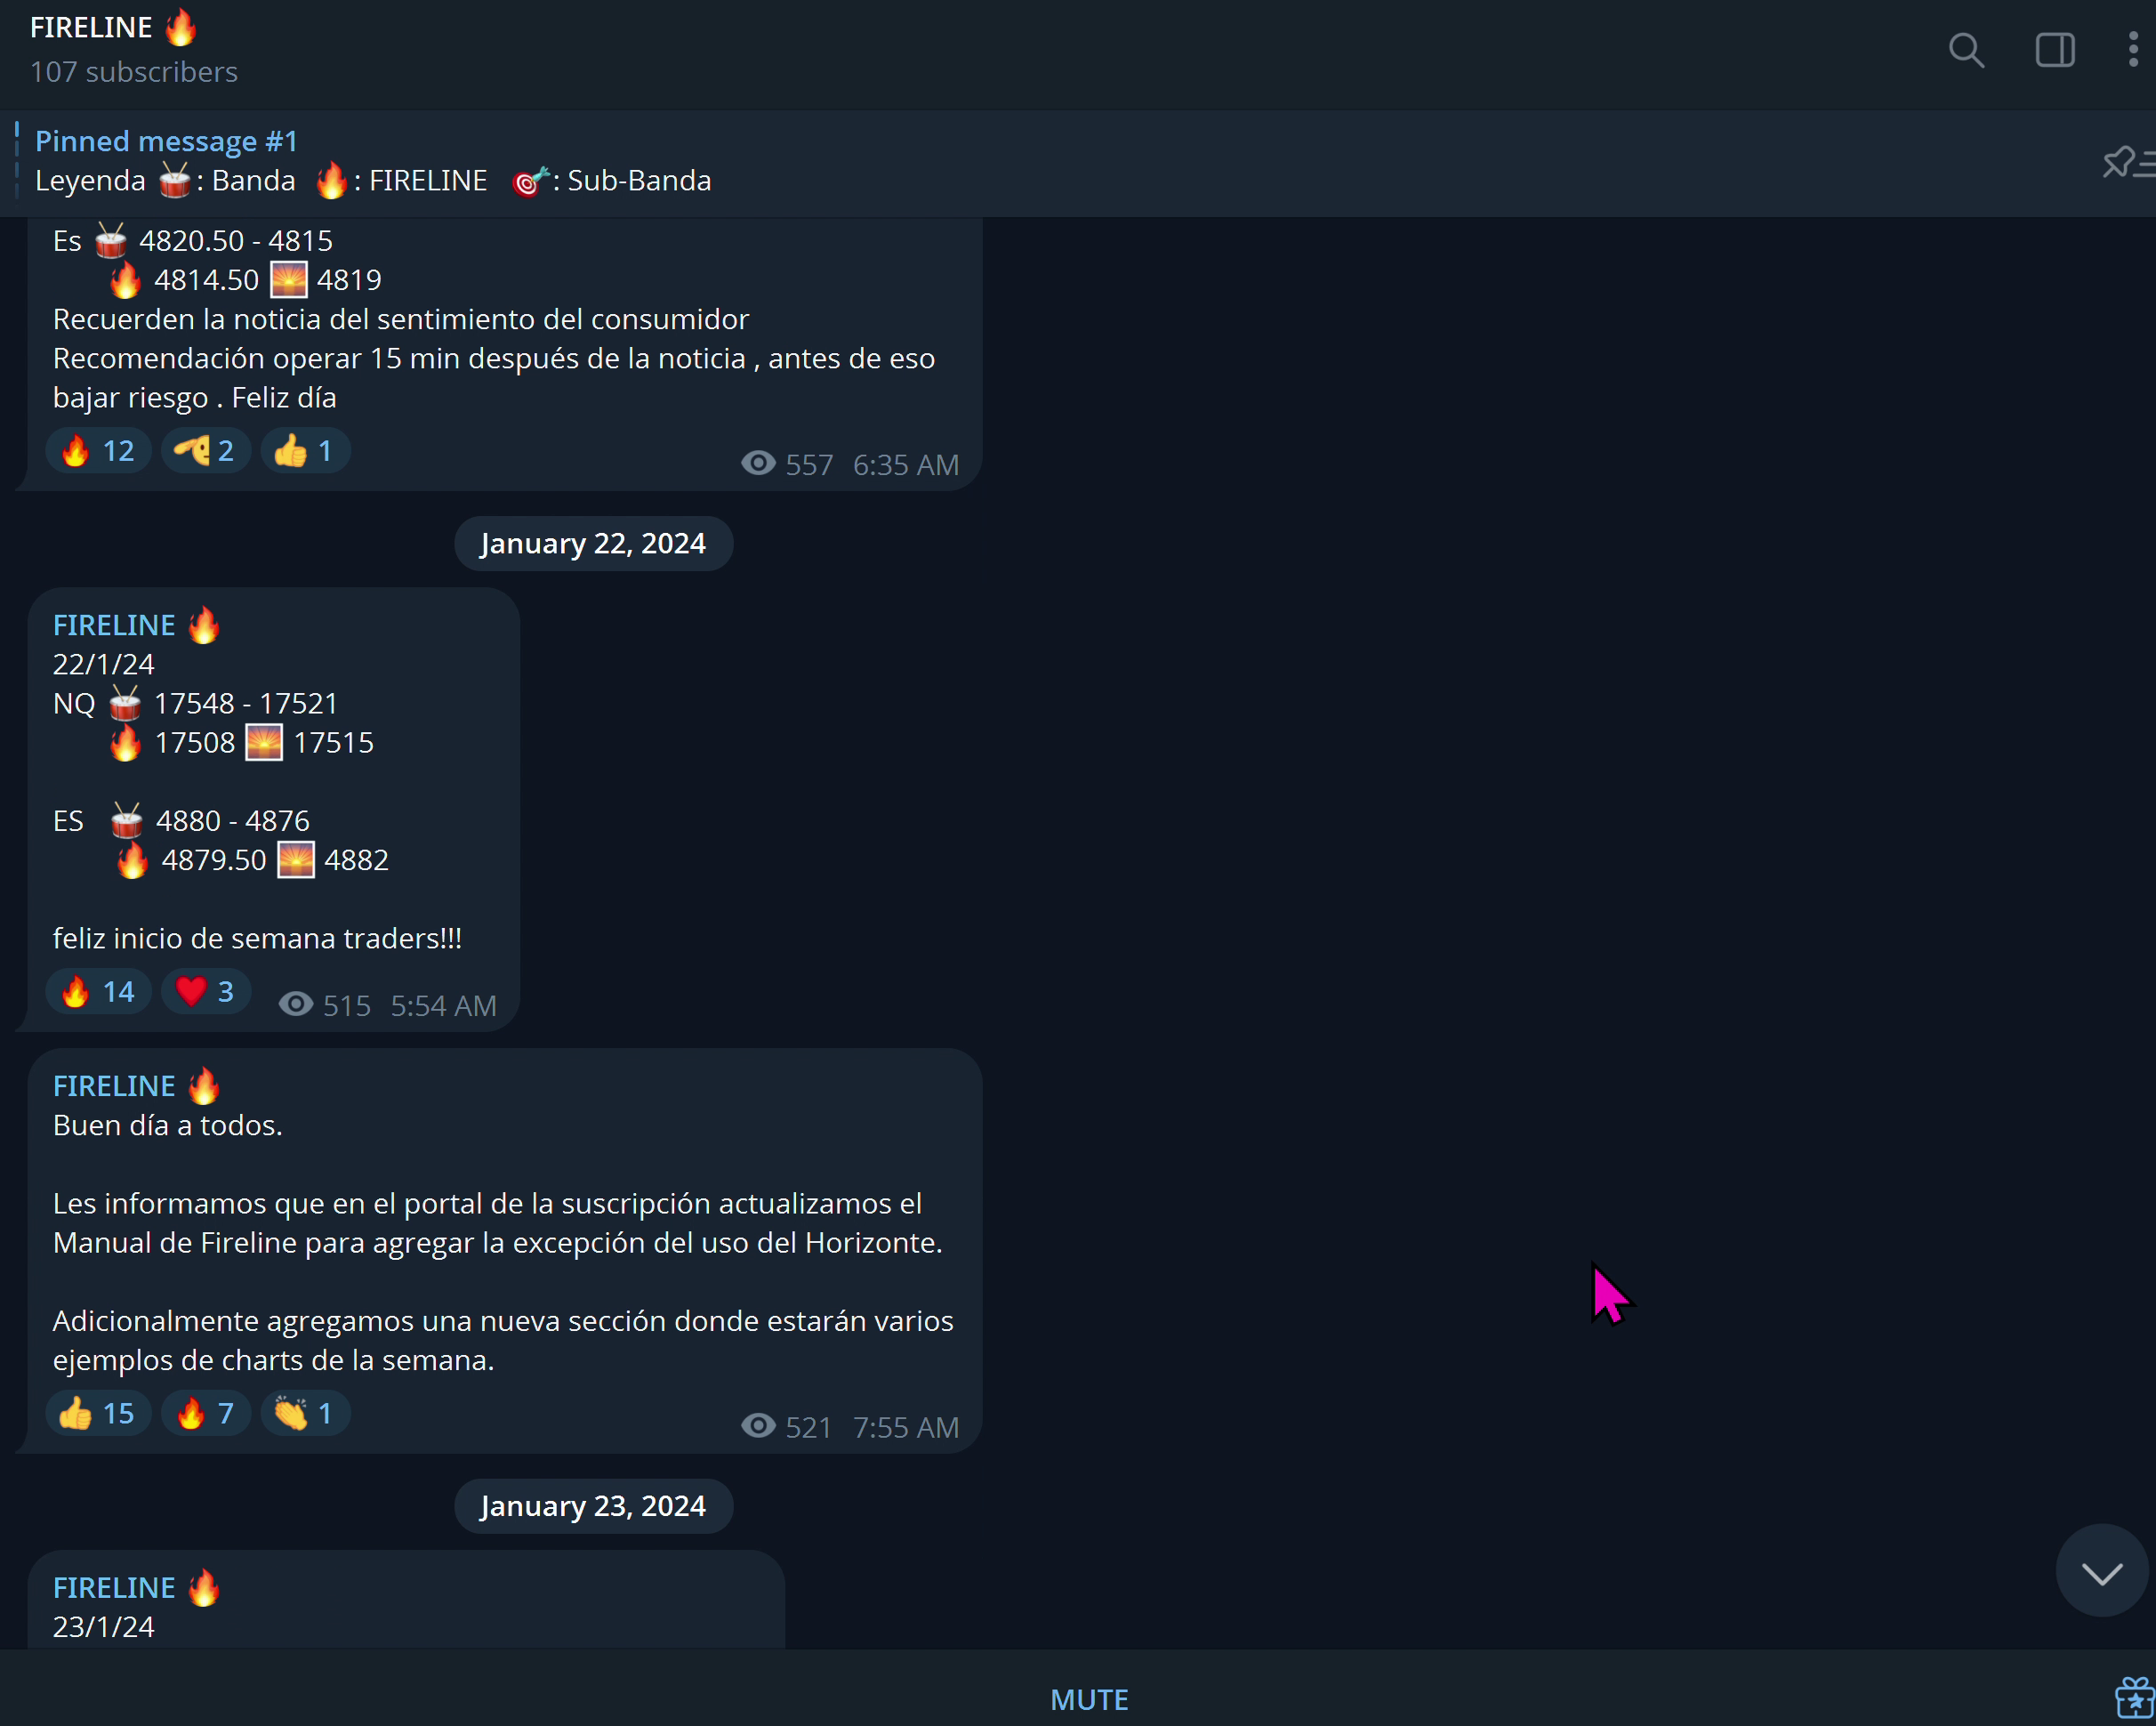 FIRELINE 🔥
107 subscribers
Pinned message #1
Leyenda 🥁: Banda 🔥: FIRELINE 🎯: Sub-Banda
Es 🥁 4820.50 - 4815
🔥 4814.50 🌅 4819
Recuerden la noticia del sentimiento del consumidor
Recomendación operar 15 min después de la noticia , antes de eso
bajar riesgo . Feliz día
🔥 12 🫡 2 👍 1 557 6:35 AM
January 22, 2024
FIRELINE 🔥
22/1/24
NQ 🥁 17548 - 17521
🔥 17508 🌅 17515
ES 🥁 4880 - 4876
🔥 4879.50 🌅 4882
feliz inicio de semana traders!!!
🔥 14 ❤ 3 515 5:54 AM
FIRELINE 🔥
Buen día a todos.
Les informamos que en el portal de la suscripción actualizamos el
Manual de Fireline para agregar la excepción del uso del Horizonte.
Adicionalmente agregamos una nueva sección donde estarán varios
ejemplos de charts de la semana.
👍 15 🔥 7 👏 1 521 7:55 AM
January 23, 2024
FIRELINE 🔥
23/1/24
MUTE